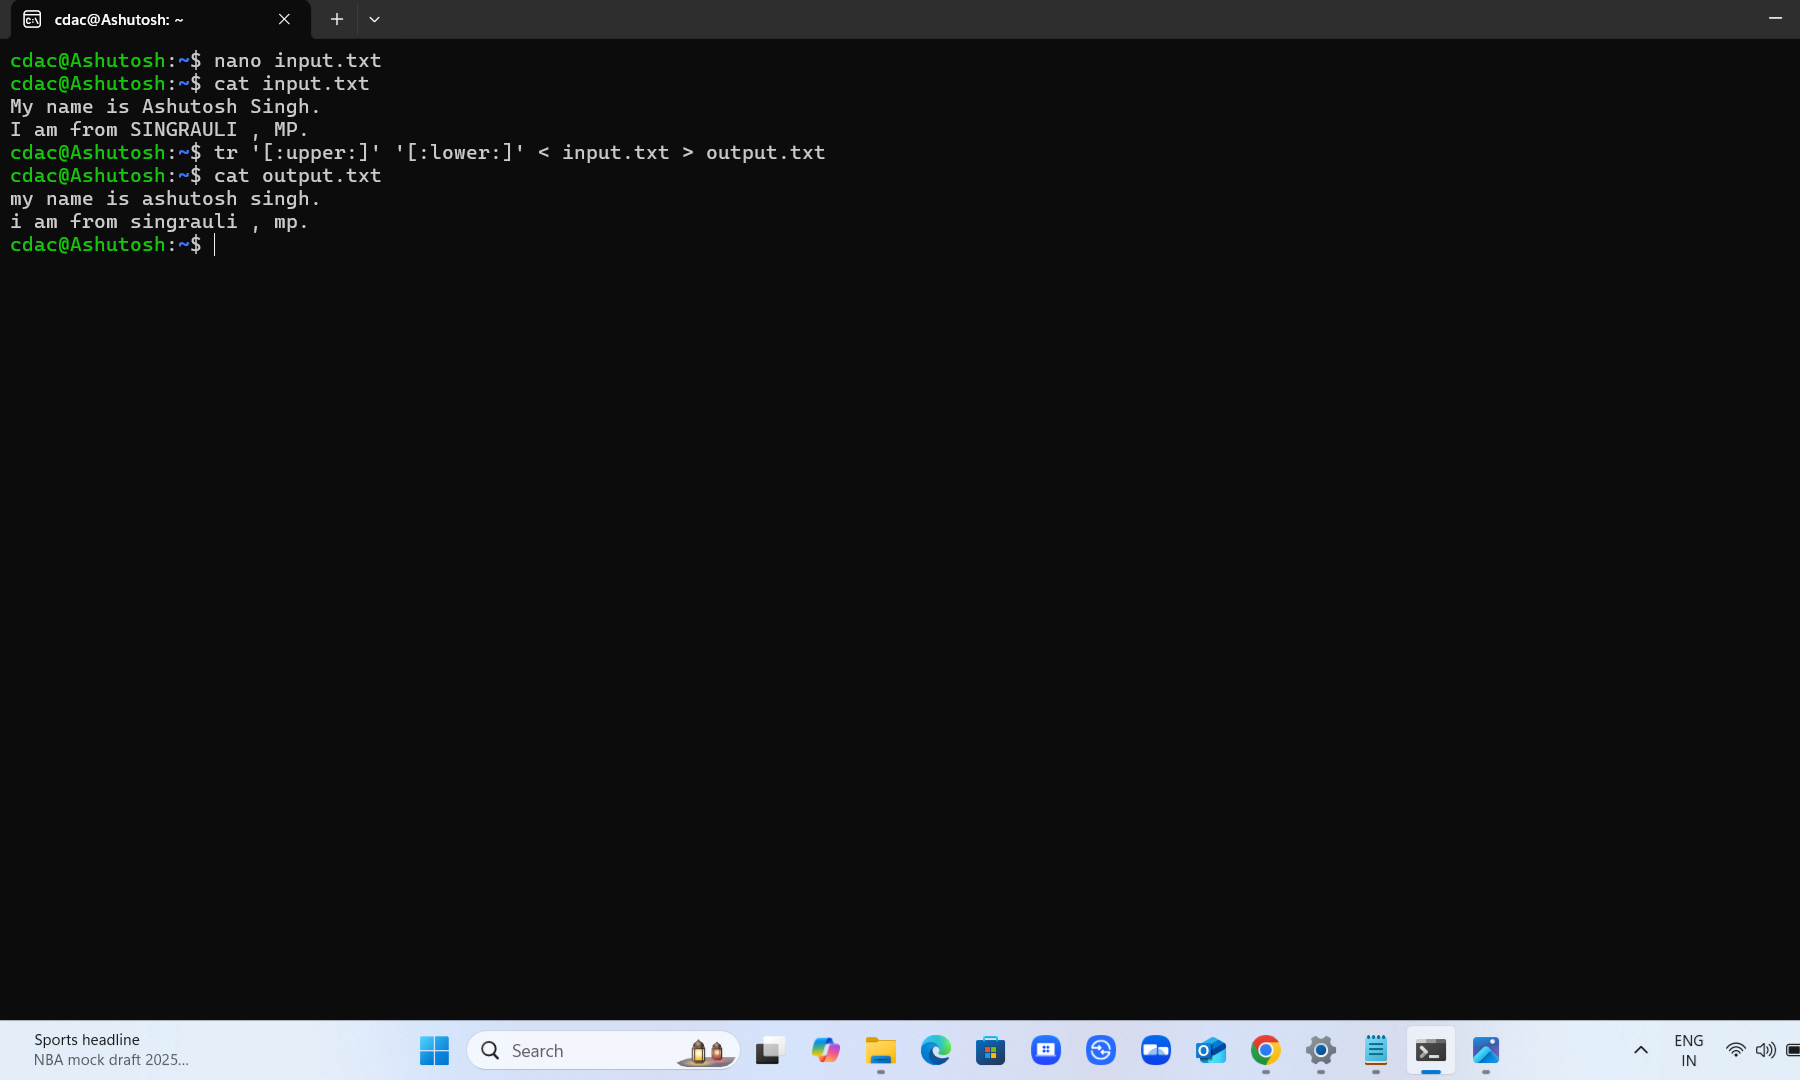 cdac@Ashutosh: ~
cdac@Ashutosh:~$ nano input.txt
cdac@Ashutosh:~$ cat input.txt
My name is Ashutosh Singh.
I am from SINGRAULI , MP.
cdac@Ashutosh:~$ tr '[:upper:]' '[:lower:]' < input.txt > output.txt
cdac@Ashutosh:~$ cat output.txt
my name is ashutosh singh.
i am from singrauli , mp.
cdac@Ashutosh:~$
Sports headline
NBA mock draft 2025...
Search
ENG
IN